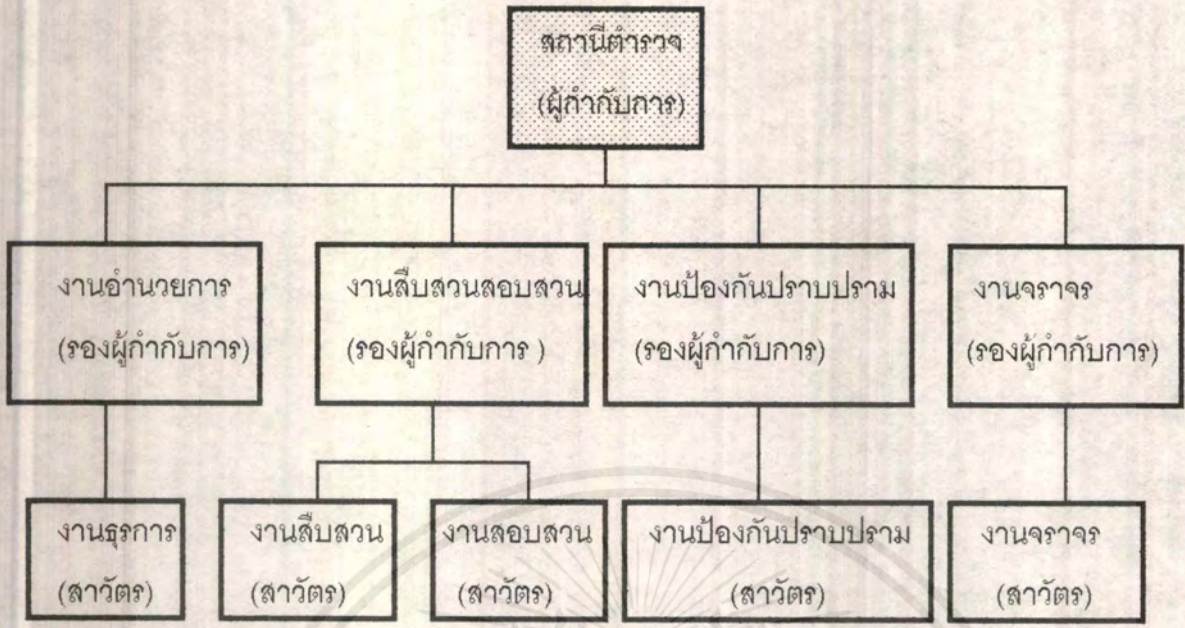 สถานีตำรวจ
(ผู้กำกับการ)
งานอำนวยการ
(รองผู้กำกับการ)
งานสืบสวนสอบสวน
(รองผู้กำกับการ )
งานป้องกันปราบปราม
(รองผู้กำกับการ)
งานจราจร
(รองผู้กำกับการ)
งานธุรการ
(สารวัตร)
งานสืบสวน
(สารวัตร)
งานสอบสวน
(สารวัตร)
งานป้องกันปราบปราม
(สารวัตร)
งานจราจร
(สารวัตร)